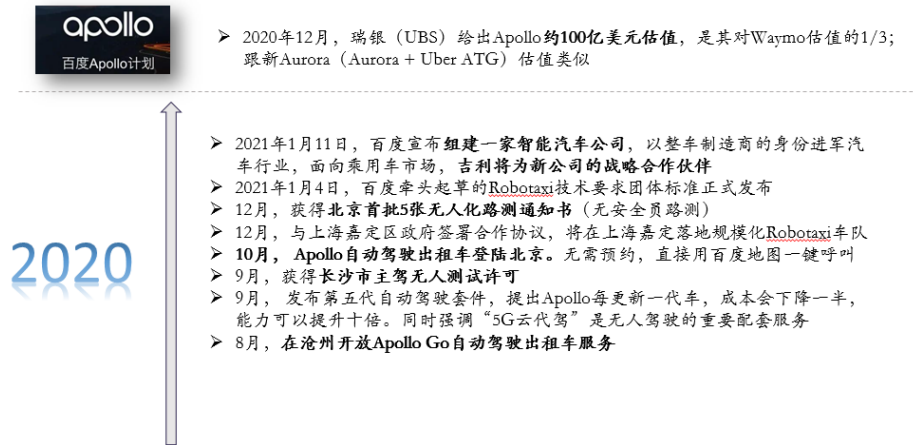 apollo
百度Apollo计划
➢ 2020年12月，瑞银（UBS）给出Apollo约100亿美元估值，是其对Waymo估值的1/3；
跟新Aurora（Aurora + Uber ATG）估值类似
➢ 2021年1月11日，百度宣布组建一家智能汽车公司，以整车制造商的身份进军汽
车行业，面向乘用车市场，吉利将为新公司的战略合作伙伴
➢ 2021年1月4日，百度牵头起草的Robotaxi技术要求团体标准正式发布
➢ 12月，获得北京首批5张无人化路测通知书（无安全员路测）
➢ 12月，与上海嘉定区政府签署合作协议，将在上海嘉定落地规模化Robotaxi车队
➢ 10月， Apollo自动驾驶出租车登陆北京。无需预约，直接用百度地图一键呼叫
➢ 9月，获得长沙市主驾无人测试许可
➢ 9月， 发布第五代自动驾驶套件，提出Apollo每更新一代车，成本会下降一半，
能力可以提升十倍。同时强调“5G云代驾”是无人驾驶的重要配套服务
➢ 8月，在沧州开放Apollo Go自动驾驶出租车服务
2020